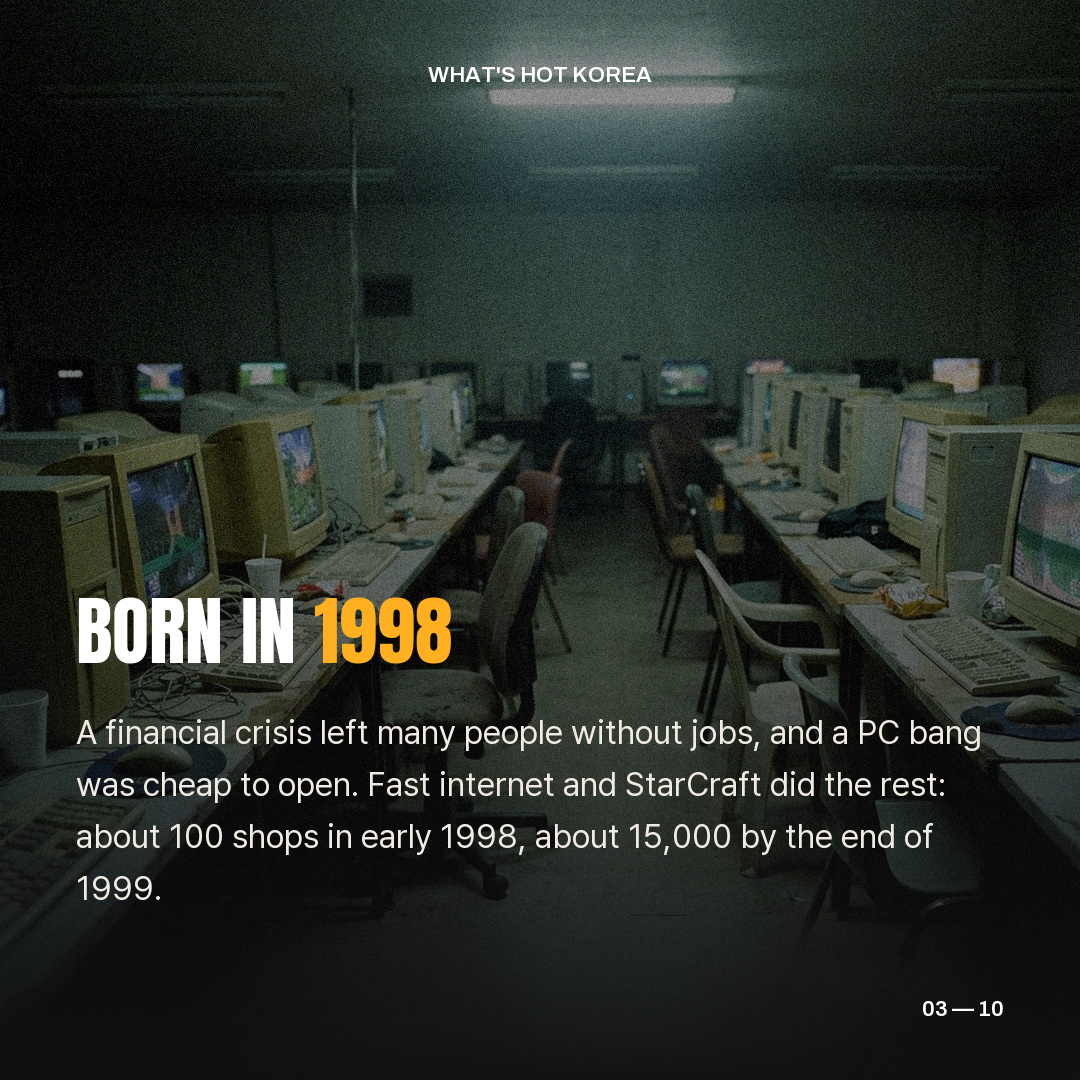 WHAT'S HOT KOREA
BORN IN 1998
A financial crisis left many people without jobs, and a PC bang
was cheap to open. Fast internet and StarCraft did the rest:
about 100 shops in early 1998, about 15,000 by the end of
1999.
03 — 10